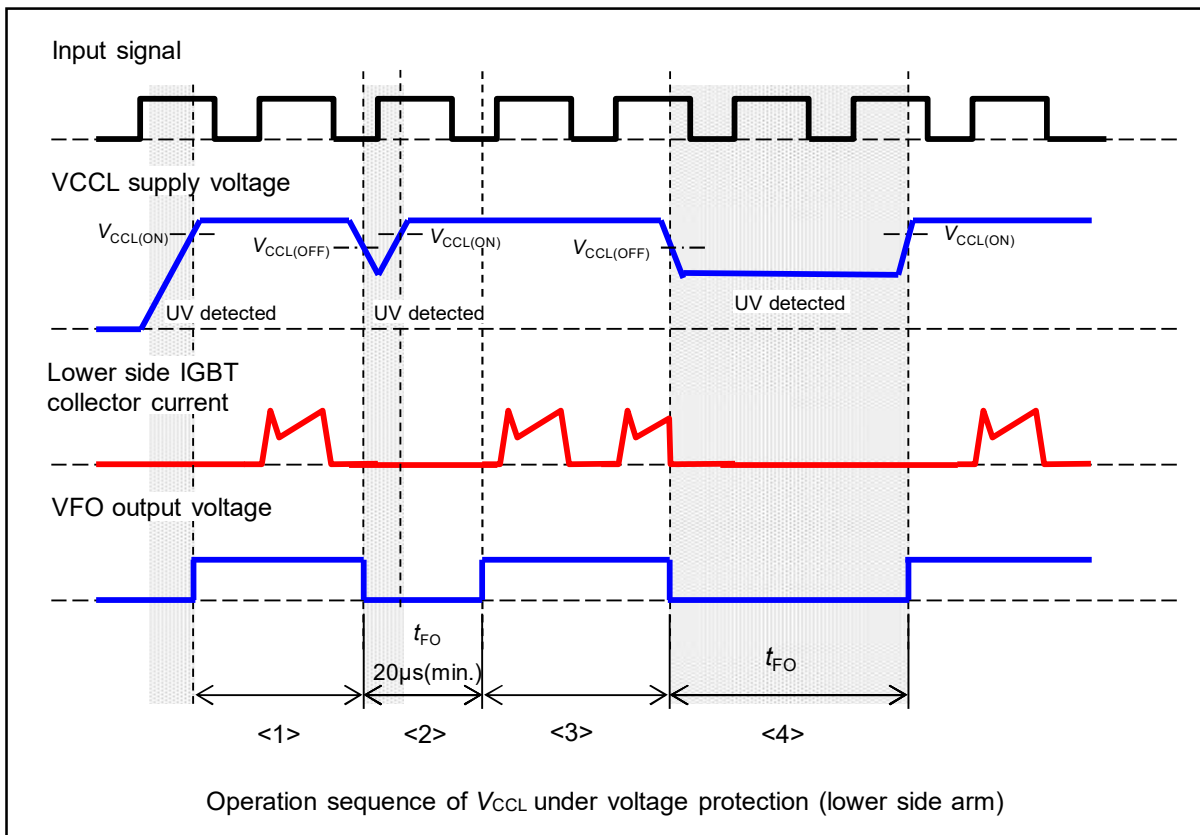 Input signal
VCCL supply voltage
VCCL(ON)
VCCL(OFF)
VCCL(ON)
VCCL(OFF)
VCCL(ON)
UV detected
UV detected
UV detected
Lower side IGBT
collector current
VFO output voltage
tFO
20µs(min.)
tFO
<1>
<2>
<3>
<4>
Operation sequence of VCCL under voltage protection (lower side arm)